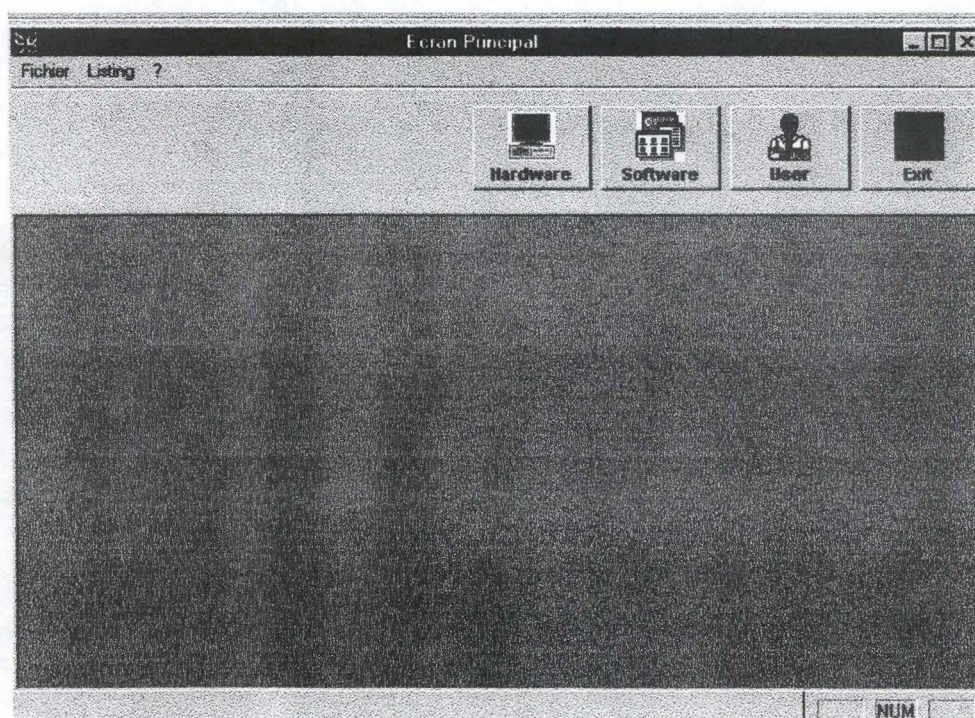 Ecran Principal
Fichier Listing ?
Hardware Software User Exit
NUM